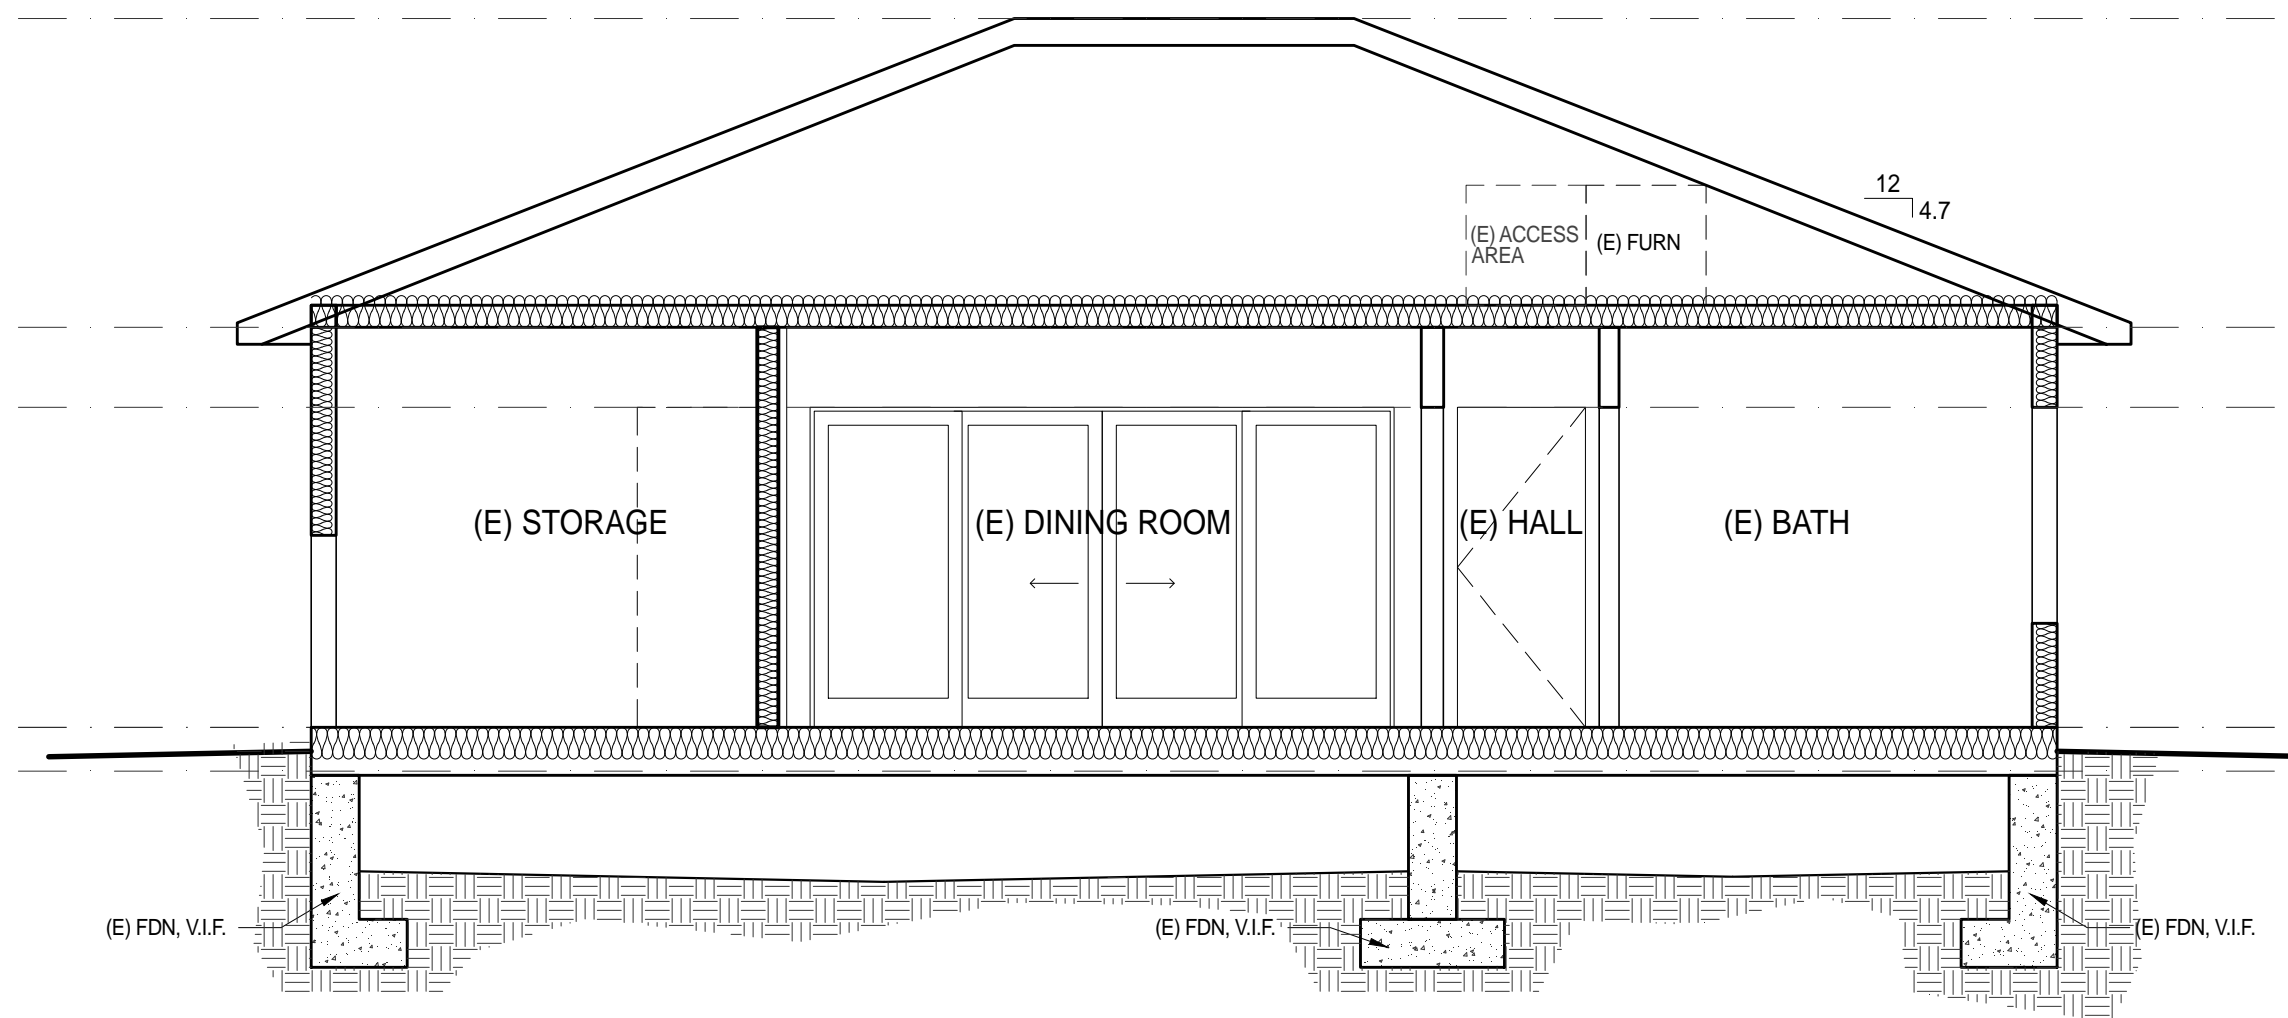 12
4.7
(E) ACCESS
AREA
(E) FURN
(E) STORAGE
(E) DINING ROOM
(E) HALL
(E) BATH
(E) FDN, V.I.F.
(E) FDN, V.I.F.
(E) FDN, V.I.F.